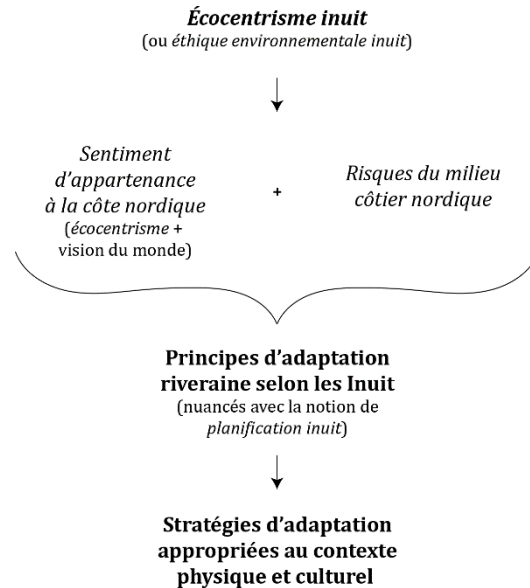 Écocentrisme inuit
(ou éthique environnementale inuit)
Sentiment
d'appartenance
à la côte nordique
(écocentrisme +
vision du monde)
+
Risques du milieu
côtier nordique
Principes d'adaptation
riveraine selon les Inuit
(nuancés avec la notion de
planification inuit)
Stratégies d'adaptation
appropriées au contexte
physique et culturel